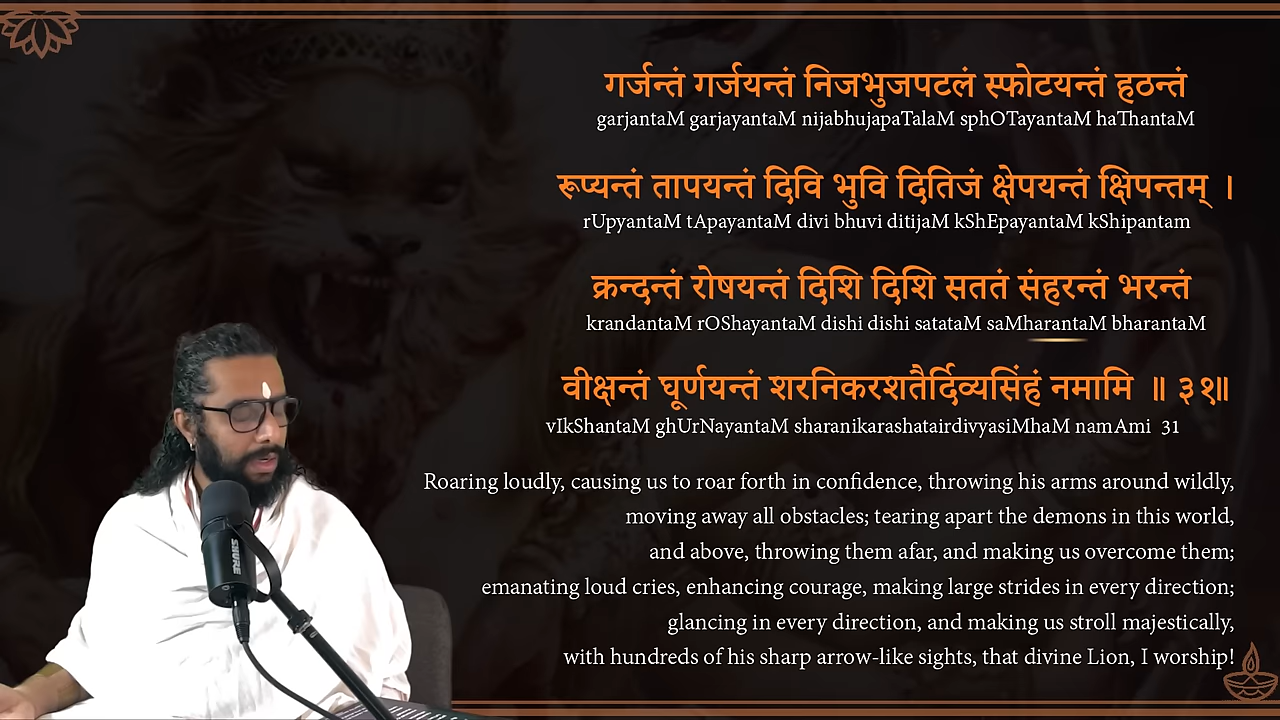 गर्जन्तं गर्जयन्तं निजभुजपटलं स्फोटयन्तं हठन्तं
garjantaM garjayantaM nijabhujapaTalaM sphOTayantaM haThantaM
रूप्यन्तं तापयन्तं दिवि भुवि दितिजं क्षेपयन्तं क्षिपन्तम् ।
rUpyantaM tApayantaM divi bhuvi ditijaM kShEpayantaM kShipantam
क्रन्दन्तं रोषयन्तं दिशि दिशि सततं संहरन्तं भरन्तं
krandantaM rOShayantaM dishi dishi satataM saMharantaM bharantaM
वीक्षन्तं घूर्णयन्तं शरनिकरशतैर्दिव्यसिंहं नमामि ॥ ३१॥
vIkShantaM ghUrNayantaM sharanikarashatairdivyasiMhaM namAmi 31
Roaring loudly, causing us to roar forth in confidence, throwing his arms around wildly,
moving away all obstacles; tearing apart the demons in this world,
and above, throwing them afar, and making us overcome them;
emanating loud cries, enhancing courage, making large strides in every direction;
glancing in every direction, and making us stroll majestically,
with hundreds of his sharp arrow-like sights, that divine Lion, I worship!
SHURE